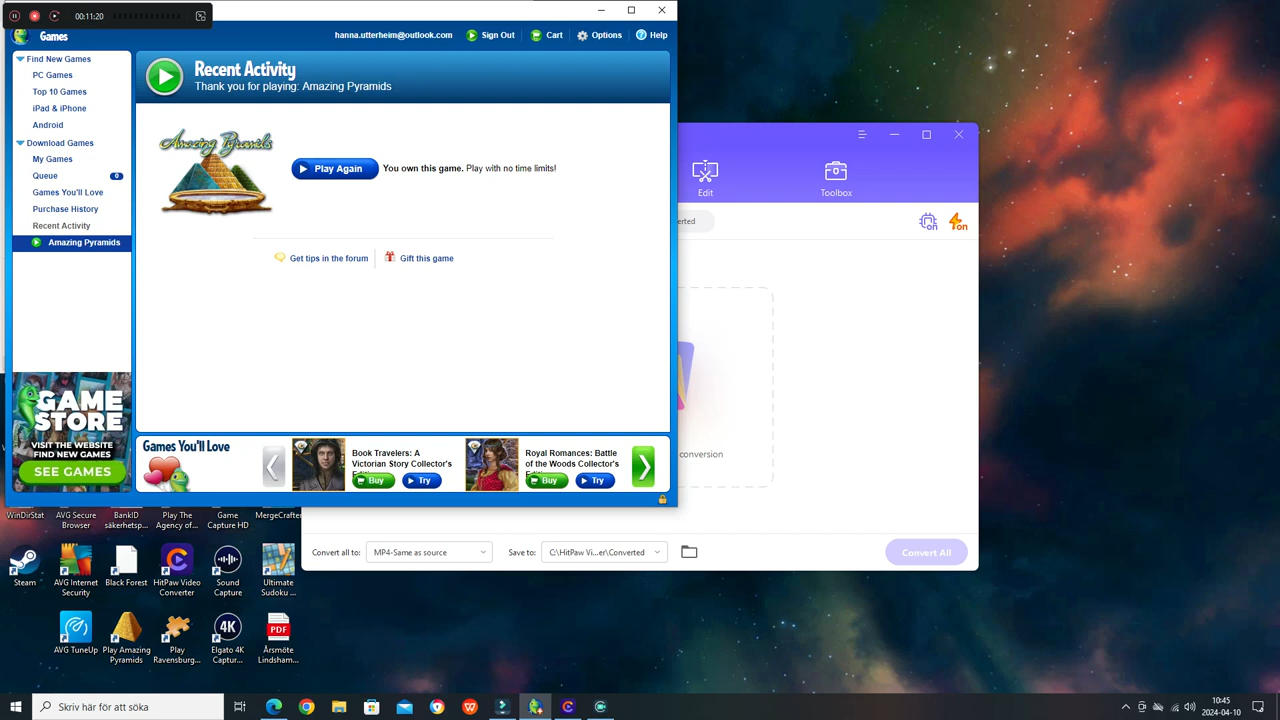 00:11:20
Games
hanna.utterheim@outlook.com
Sign Out
Cart
Options
Help
Find New Games
PC Games
Top 10 Games
iPad & iPhone
Android
Download Games
My Games
Queue
0
Games You'll Love
Purchase History
Recent Activity
Amazing Pyramids
GAME
STORE
VISIT THE WEBSITE
FIND NEW GAMES
SEE GAMES
Recent Activity
Thank you for playing: Amazing Pyramids
Amazing Pyramids
Play Again
You own this game. Play with no time limits!
Get tips in the forum
Gift this game
Games You'll Love
Book Travelers: A
Victorian Story Collector's
Buy
Try
Royal Romances: Battle
of the Woods Collector's
Buy
Try
Edit
Toolbox
erted
on
on
conversion
Convert all to:
MP4-Same as source
Save to:
C:\HitPaw Vi...er\Converted
Convert All
WinDirStat
AVG Secure
Browser
BankID
säkerhetsp...
Play The
Agency of...
Game
Capture HD
MergeCrafter
Steam
AVG Internet
Security
Black Forest
HitPaw Video
Converter
Sound
Capture
Ultimate
Sudoku ...
AVG TuneUp
Play Amazing
Pyramids
Play
Ravensburg...
4K
Elgato 4K
Captur...
PDF
Årsmöte
Lindsham...
Skriv här för att söka
10:45
2024-04-10